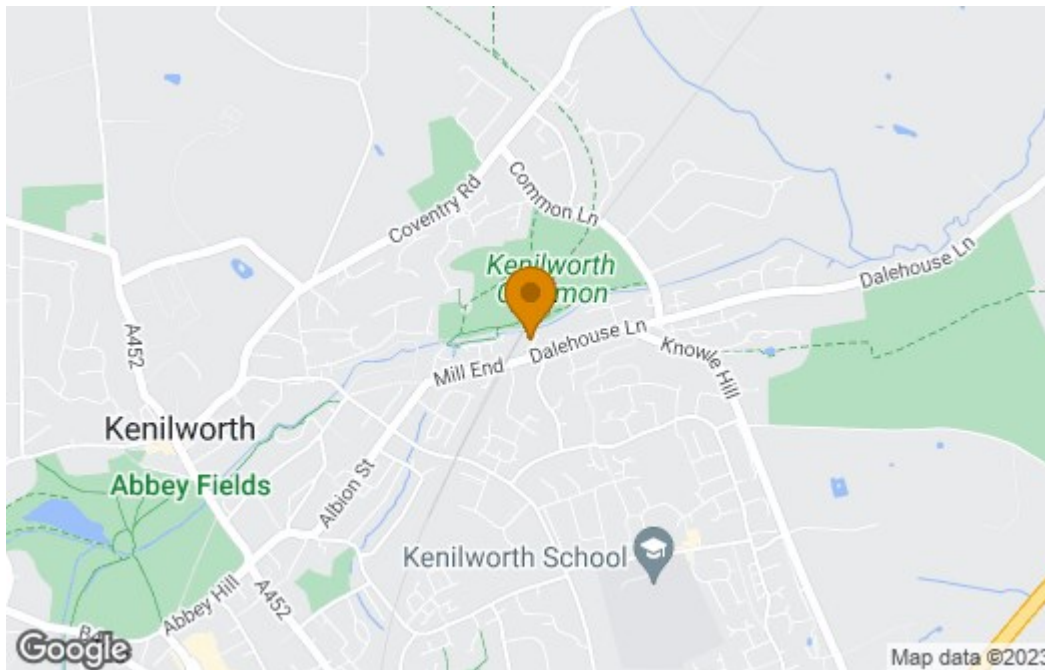 Coventry Rd
Common Ln
Kenilworth
Common
Dalehouse Ln
A452
Mill End
Dalehouse Ln
Knowle Hill
Kenilworth
Abbey Fields
Albion St
Kenilworth School
Abbey Hill
A452
Google
Map data ©2023